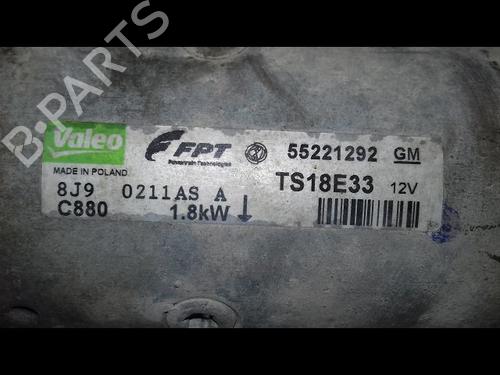 B-PARTS
Valeo
MADE IN POLAND
FPT
Powertrain Technologies
55221292 GM
8J9 0211AS A
TS18E33 12V
C880 1.8kW